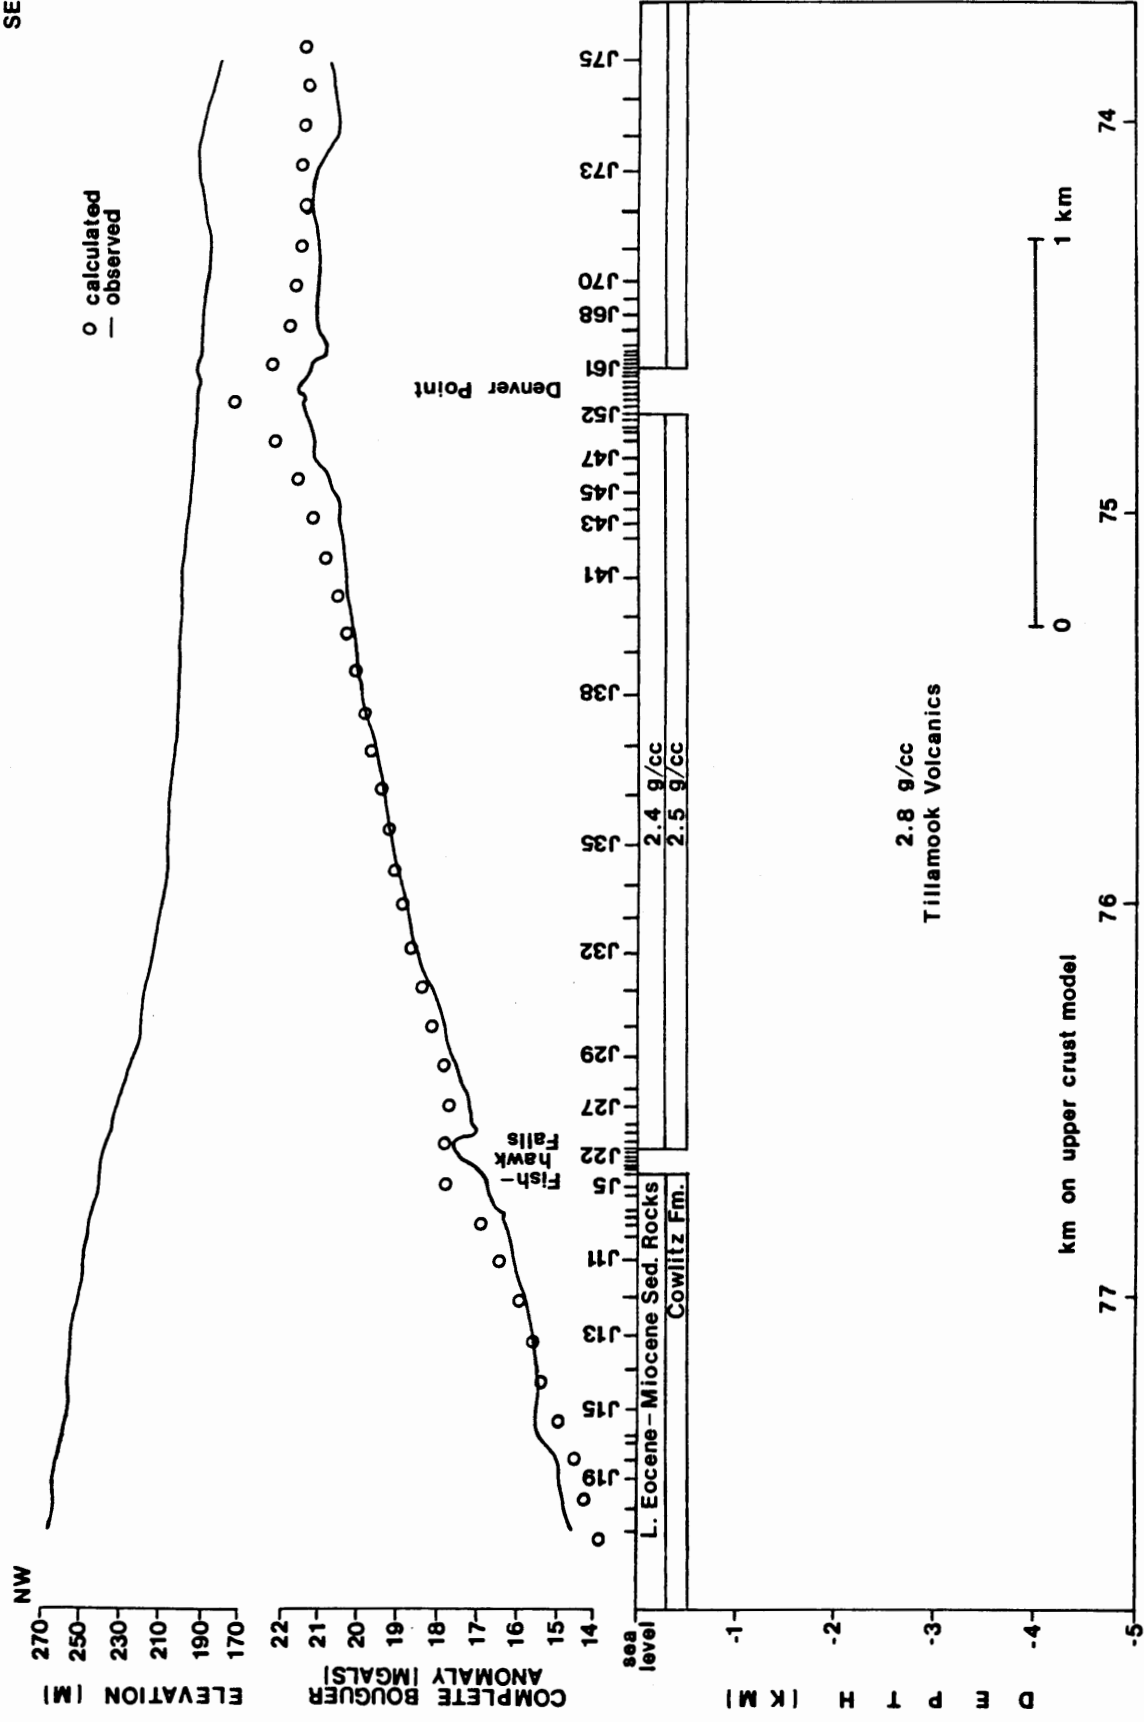 NW
SE
ELEVATION (M)
270
250
230
210
190
170
o calculated
— observed
COMPLETE BOUGUER
ANOMALY (MGALS)
22
21
20
19
18
17
16
15
14
Fish-
hawk
Falls
Denver Point
J19
J15
J13
J11
J5
J22
J27
J29
J32
J35
J38
J41
J43
J45
J47
J52
J61
J68
J70
J73
J75
DEPTH (KM)
sea
level
-1
-2
-3
-4
-5
L. Eocene-Miocene Sed. Rocks
Cowlitz Fm.
2.4 g/cc
2.5 g/cc
2.8 g/cc
Tillamook Volcanics
0
1 km
km on upper crust model
77
76
75
74